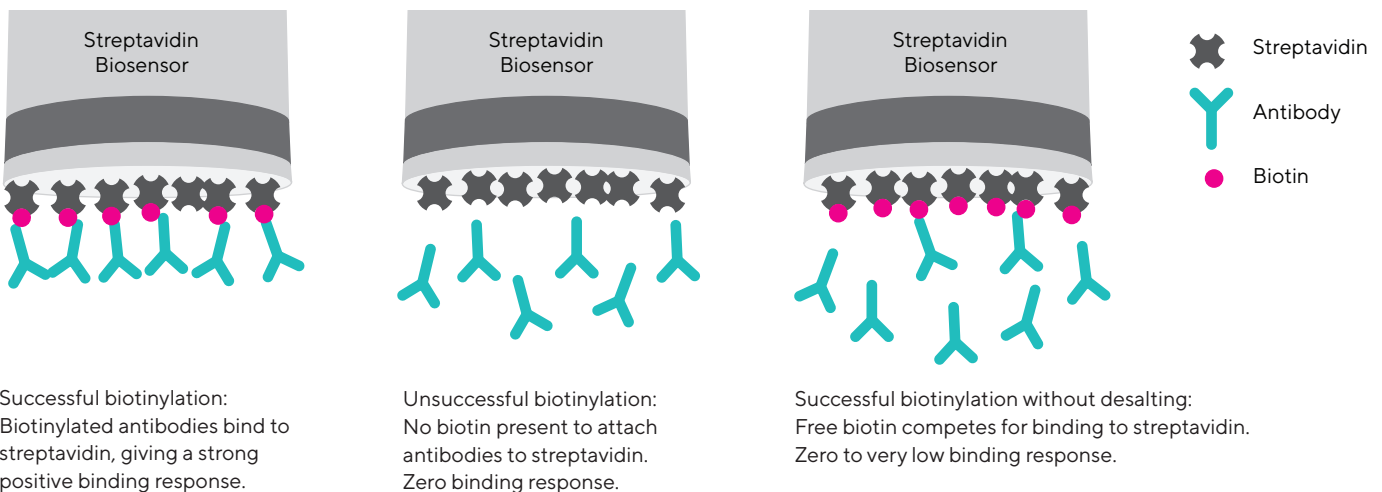 Streptavidin
Biosensor
Streptavidin
Biosensor
Streptavidin
Biosensor
Streptavidin
Antibody
Biotin
Successful biotinylation:
Biotinylated antibodies bind to
streptavidin, giving a strong
positive binding response.
Unsuccessful biotinylation:
No biotin present to attach
antibodies to streptavidin.
Zero binding response.
Successful biotinylation without desalting:
Free biotin competes for binding to streptavidin.
Zero to very low binding response.